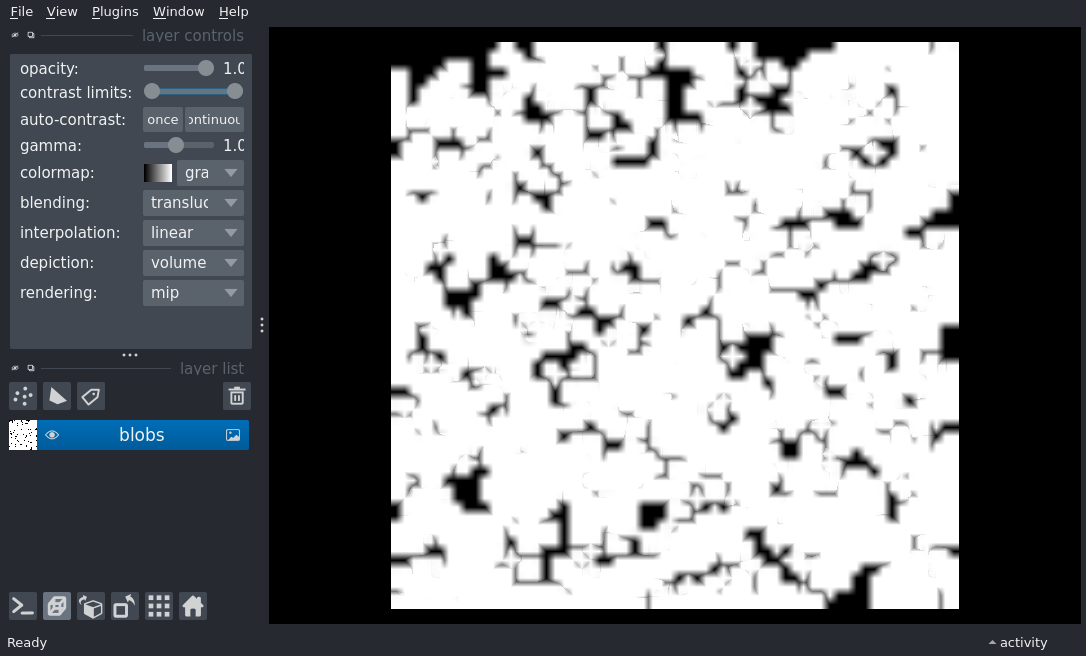 File View Plugins Window Help
layer controls
opacity: 1.0
contrast limits:
auto-contrast: once ontinuou
gamma: 1.0
colormap: gra
blending: transluc
interpolation: linear
depiction: volume
rendering: mip
layer list
blobs
Ready activity